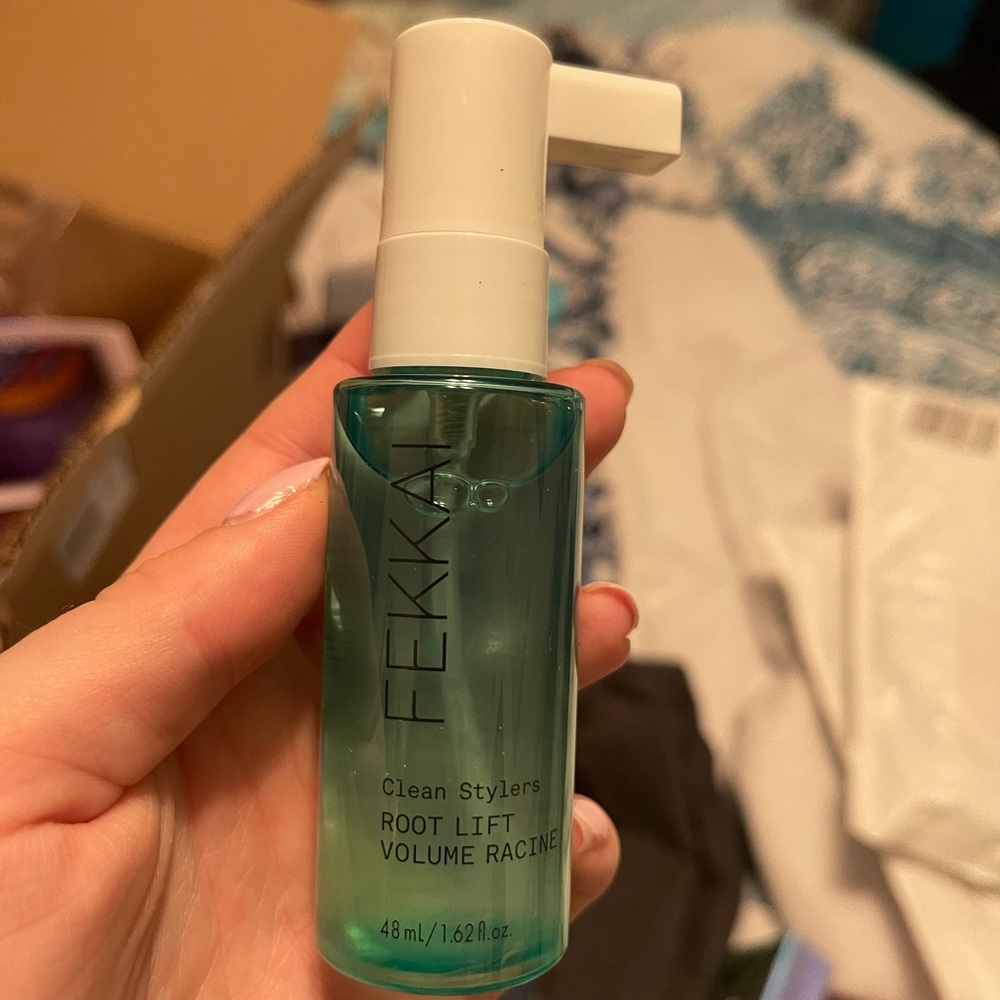 FEKKAI
Clean Stylers
ROOT LIFT
VOLUME RACINE
48 mL/1.62 fl.oz.